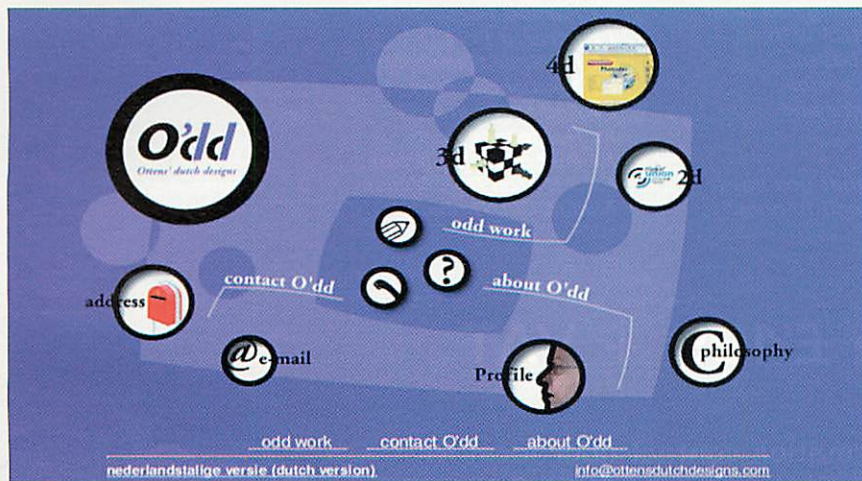 O'dd
Ottens' dutch designs
4d
3d
2d
odd work
contact O'dd
about O'dd
address
@ e-mail
Profile
C philosophy
odd work contact O'dd about O'dd
nederlandstalige versie (dutch version) info@ottensdutchdesigns.com